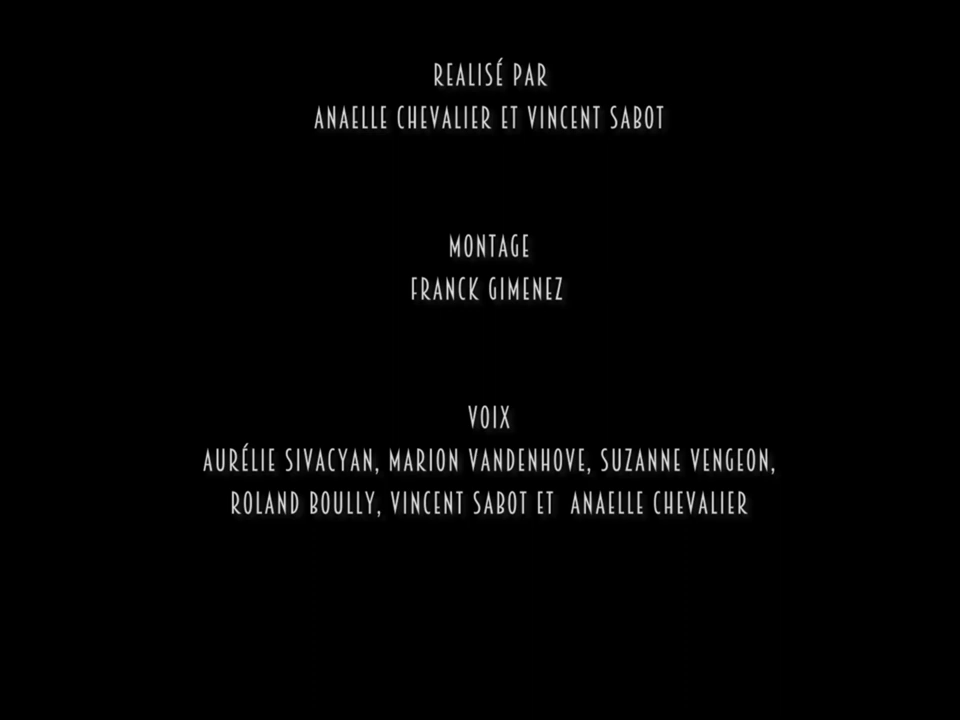 REALISÉ PAR
ANAELLE CHEVALIER ET VINCENT SABOT
MONTAGE
FRANCK GIMENEZ
VOIX
AURÉLIE SIVACYAN, MARION VANDENHOVE, SUZANNE VENGEON,
ROLAND BOULLY, VINCENT SABOT ET ANAELLE CHEVALIER